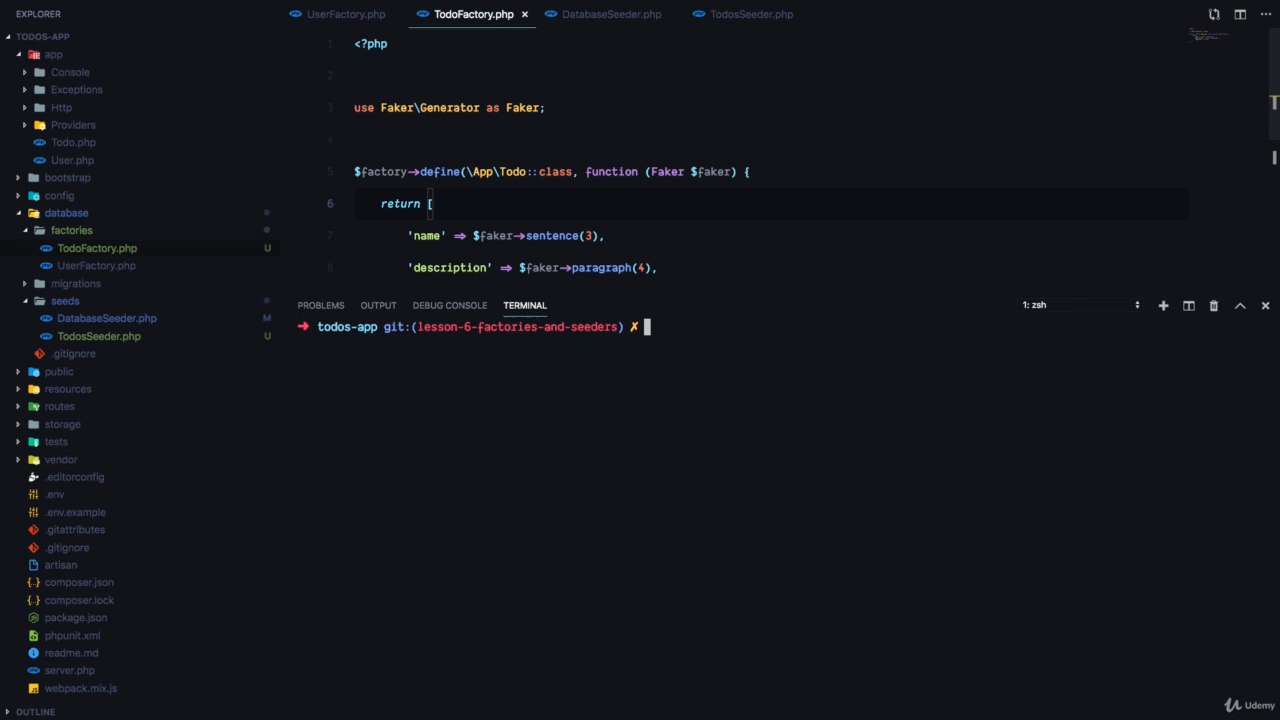 EXPLORER
UserFactory.php
TodoFactory.php ×
DatabaseSeeder.php
TodosSeeder.php
TODOS-APP
app
Console
Exceptions
Http
Providers
Todo.php
User.php
bootstrap
config
database
factories
TodoFactory.php U
UserFactory.php
migrations
seeds
DatabaseSeeder.php M
TodosSeeder.php U
.gitignore
public
resources
routes
storage
tests
vendor
.editorconfig
.env
.env.example
.gitattributes
.gitignore
artisan
composer.json
composer.lock
package.json
phpunit.xml
readme.md
server.php
webpack.mix.js
OUTLINE
1 <?php
2
3 use Faker\Generator as Faker;
4
5 $factory→define(\App\Todo::class, function (Faker $faker) {
6 return [
7 'name' ⇒ $faker→sentence(3),
8 'description' ⇒ $faker→paragraph(4),
PROBLEMS OUTPUT DEBUG CONSOLE TERMINAL 1: zsh
➜ todos-app git:(lesson-6-factories-and-seeders) ✗
Udemy